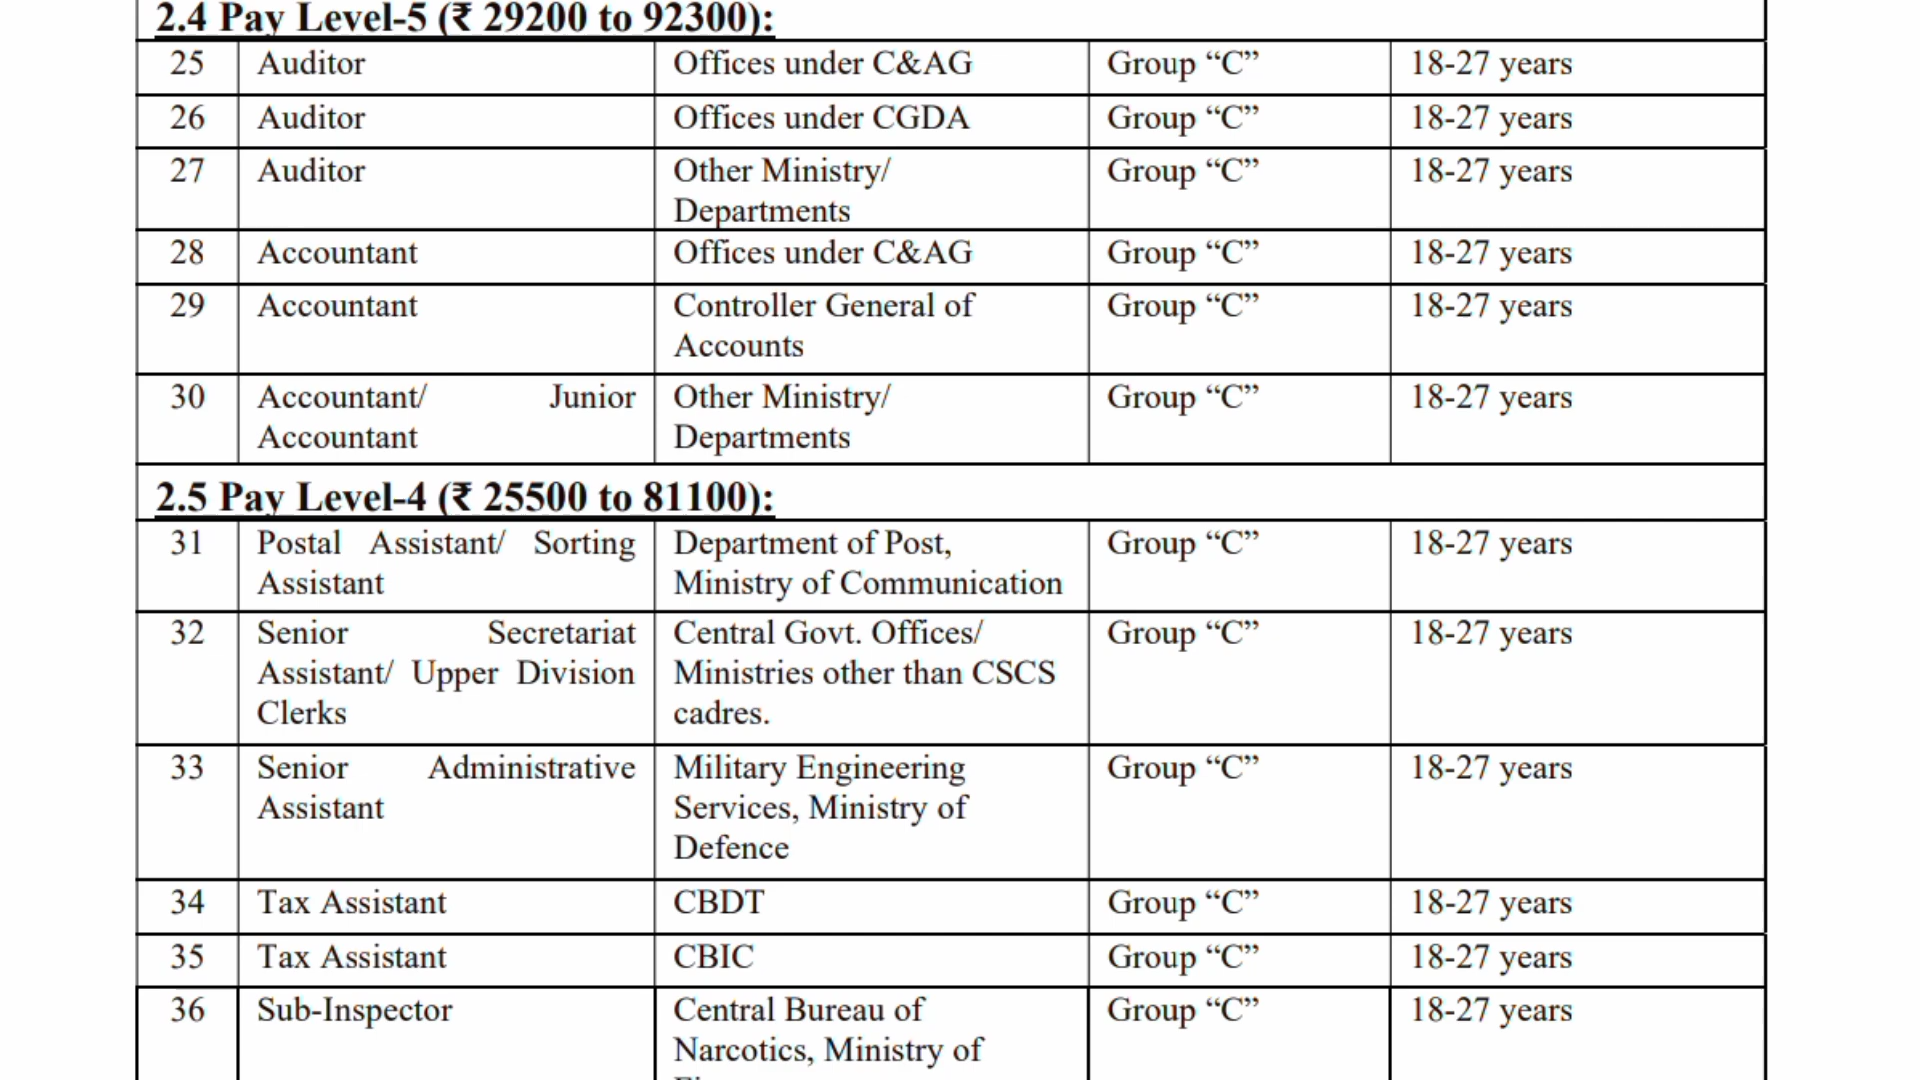 2.4 Pay Level-5 (₹ 29200 to 92300):
25 Auditor Offices under C&AG Group “C” 18-27 years
26 Auditor Offices under CGDA Group “C” 18-27 years
27 Auditor Other Ministry/ Group “C” 18-27 years
Departments
28 Accountant Offices under C&AG Group “C” 18-27 years
29 Accountant Controller General of Group “C” 18-27 years
Accounts
30 Accountant/ Junior Other Ministry/ Group “C” 18-27 years
Accountant Departments
2.5 Pay Level-4 (₹ 25500 to 81100):
31 Postal Assistant/ Sorting Department of Post, Group “C” 18-27 years
Assistant Ministry of Communication
32 Senior Secretariat Central Govt. Offices/ Group “C” 18-27 years
Assistant/ Upper Division Ministries other than CSCS
Clerks cadres.
33 Senior Administrative Military Engineering Group “C” 18-27 years
Assistant Services, Ministry of
Defence
34 Tax Assistant CBDT Group “C” 18-27 years
35 Tax Assistant CBIC Group “C” 18-27 years
36 Sub-Inspector Central Bureau of Group “C” 18-27 years
Narcotics, Ministry of